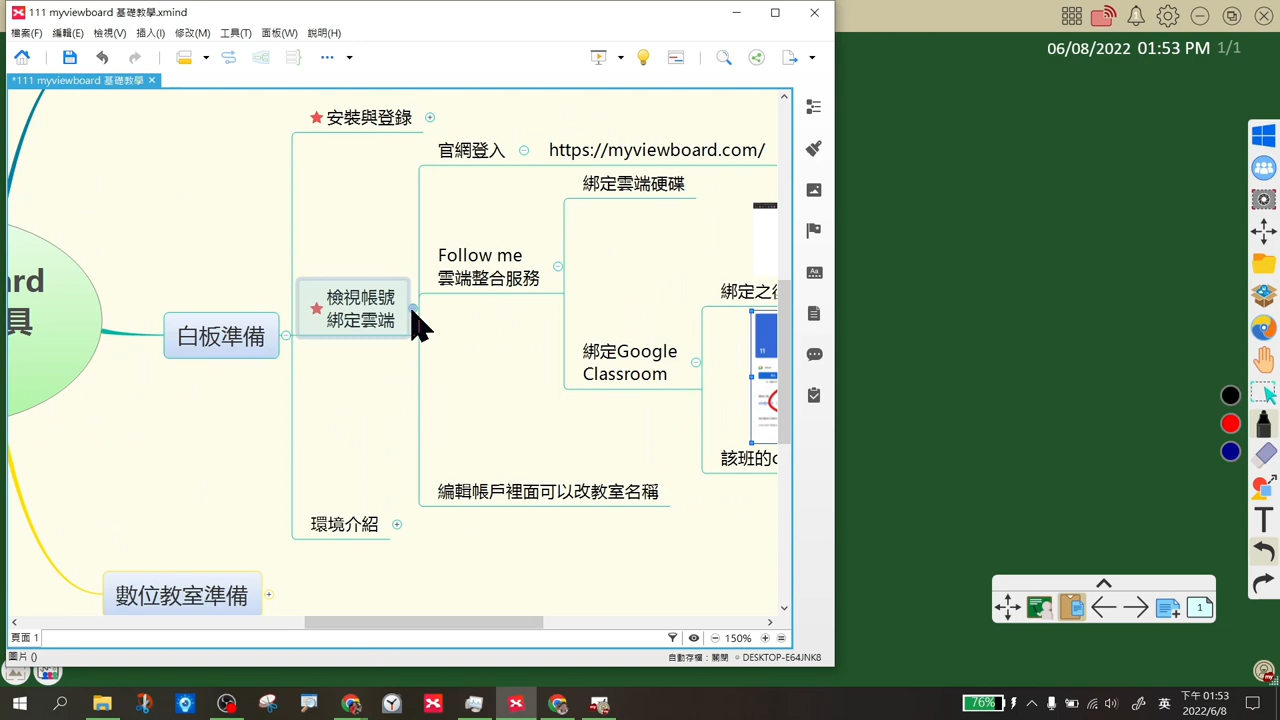 111 myviewboard 基礎教學.xmind
檔案(F) 編輯(E) 檢視(V) 插入(I) 修改(M) 工具(T) 面板(W) 說明(H)
06/08/2022 01:53 PM 1/1
*111 myviewboard 基礎教學
安裝與登錄
官網登入
https://myviewboard.com/
綁定雲端硬碟
Follow me
雲端整合服務
檢視帳號
綁定雲端
白板準備
綁定之
綁定Google
Classroom
該班的
編輯帳戶裡面可以改教室名稱
環境介紹
數位教室準備
頁面 1
150%
圖片 ()
自動存檔：關閉
DESKTOP-E64JNK8
1
76%
英
下午 01:53
2022/6/8